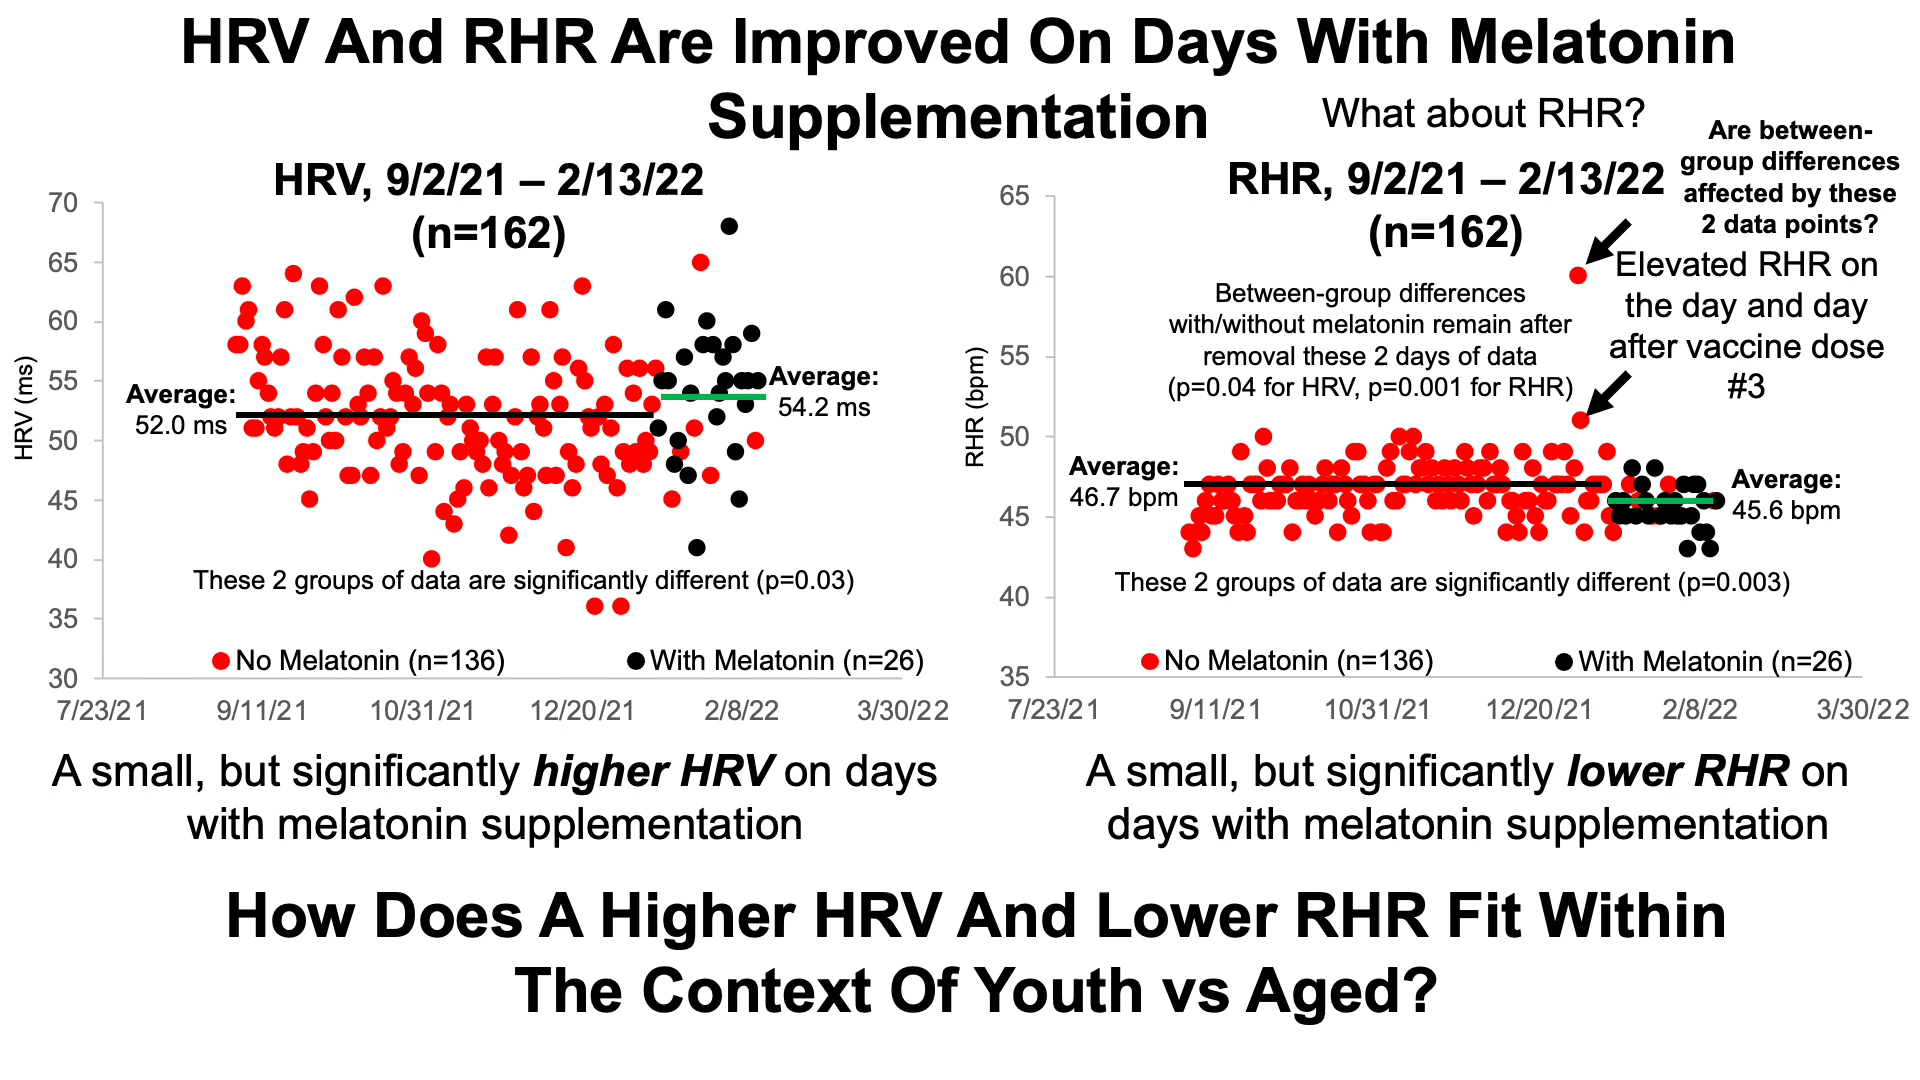 HRV And RHR Are Improved On Days With Melatonin
Supplementation
What about RHR?
Are between-
group differences
affected by these
2 data points?
HRV, 9/2/21 – 2/13/22
(n=162)
70
65
60
55
50
45
40
35
30
HRV (ms)
Average:
52.0 ms
Average:
54.2 ms
These 2 groups of data are significantly different (p=0.03)
No Melatonin (n=136)
With Melatonin (n=26)
7/23/21
9/11/21
10/31/21
12/20/21
2/8/22
3/30/22
A small, but significantly higher HRV on days
with melatonin supplementation
RHR, 9/2/21 – 2/13/22
(n=162)
65
60
55
50
45
40
35
RHR (bpm)
Elevated RHR on
the day and day
after vaccine dose
#3
Between-group differences
with/without melatonin remain after
removal these 2 days of data
(p=0.04 for HRV, p=0.001 for RHR)
Average:
46.7 bpm
Average:
45.6 bpm
These 2 groups of data are significantly different (p=0.003)
No Melatonin (n=136)
With Melatonin (n=26)
7/23/21
9/11/21
10/31/21
12/20/21
2/8/22
3/30/22
A small, but significantly lower RHR on
days with melatonin supplementation
How Does A Higher HRV And Lower RHR Fit Within
The Context Of Youth vs Aged?